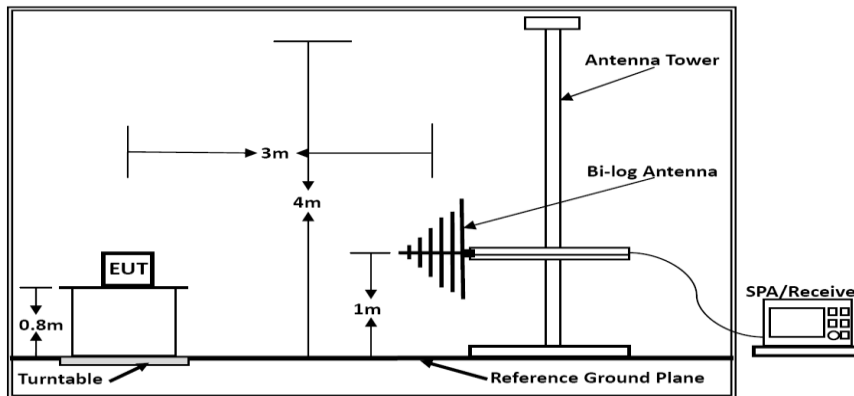 Antenna Tower
3m
Bi-log Antenna
4m
EUT
1m
SPA/Receive
0.8m
Turntable
Reference Ground Plane